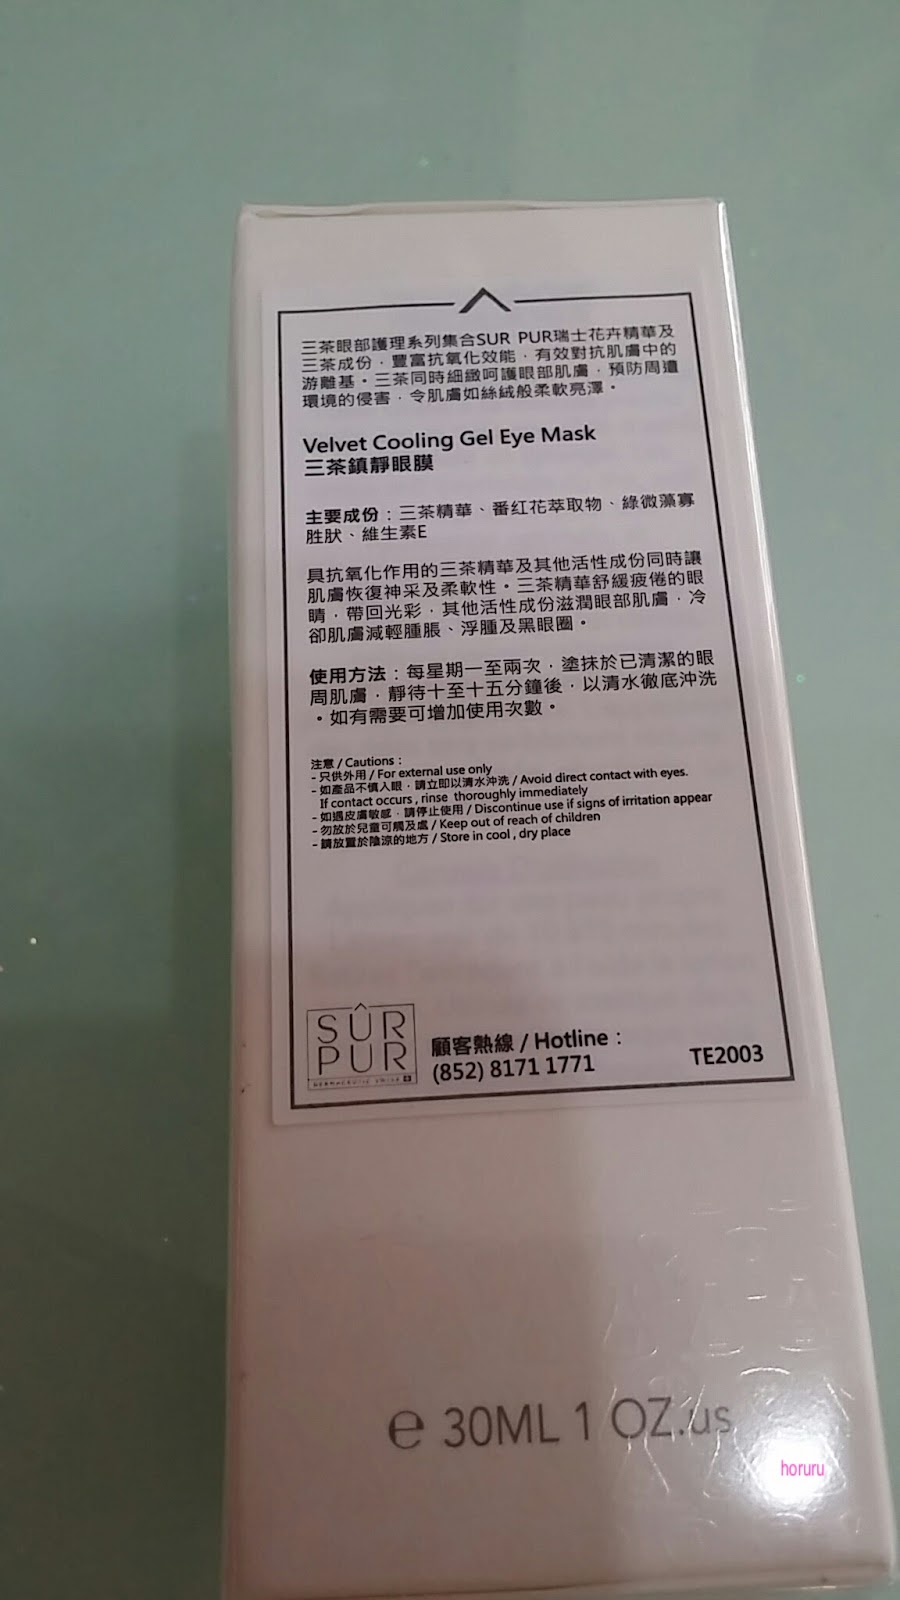 三茶眼部護理系列集合SUR PUR瑞士花卉精華及
三茶成份，豐富抗氧化效能，有效對抗肌膚中的
游離基。三茶同時細緻呵護眼部肌膚，預防周遭
環境的侵害，令肌膚如絲絨般柔軟亮澤。
Velvet Cooling Gel Eye Mask
三茶鎮靜眼膜
主要成份：三茶精華、番紅花萃取物、綠微藻寡
胜肽、維生素E
具抗氧化作用的三茶精華及其他活性成份同時讓
肌膚恢復神采及柔軟性。三茶精華舒緩疲倦的眼
睛，帶回光彩，其他活性成份滋潤眼部肌膚，冷
卻肌膚減輕腫脹、浮腫及黑眼圈。
使用方法：每星期一至兩次，塗抹於已清潔的眼
周肌膚，靜待十至十五分鐘後，以清水徹底沖洗
。如有需要可增加使用次數。
注意 / Cautions :
- 只供外用 / For external use only
- 如產品不慎入眼，請立即以清水沖洗 / Avoid direct contact with eyes.
If contact occurs , rinse thoroughly immediately
- 如遇皮膚敏感，請停止使用 / Discontinue use if signs of irritation appear
- 勿放於兒童可觸及處 / Keep out of reach of children
- 請放置於陰涼的地方 / Store in cool , dry place
SÛR
PUR
顧客熱線 / Hotline :
(852) 8171 1771
TE2003
e 30ML 1 OZ.us
horuru